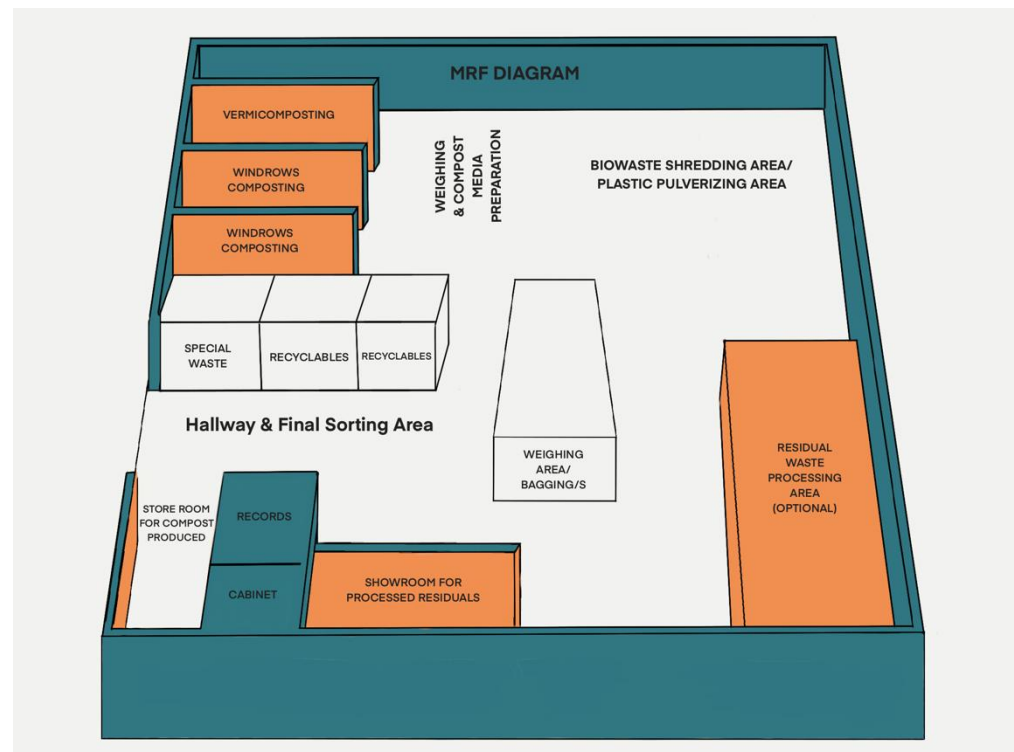 MRF DIAGRAM
VERMICOMPOSTING
WEIGHING
& COMPOST
MEDIA
PREPARATION
BIOWASTE SHREDDING AREA/
PLASTIC PULVERIZING AREA
WINDROWS
COMPOSTING
WINDROWS
COMPOSTING
SPECIAL
WASTE
RECYCLABLES
RECYCLABLES
Hallway & Final Sorting Area
WEIGHING
AREA/
BAGGING/S
RESIDUAL
WASTE
PROCESSING
AREA
(OPTIONAL)
STORE ROOM
FOR COMPOST
PRODUCED
RECORDS
CABINET
SHOWROOM FOR
PROCESSED RESIDUALS